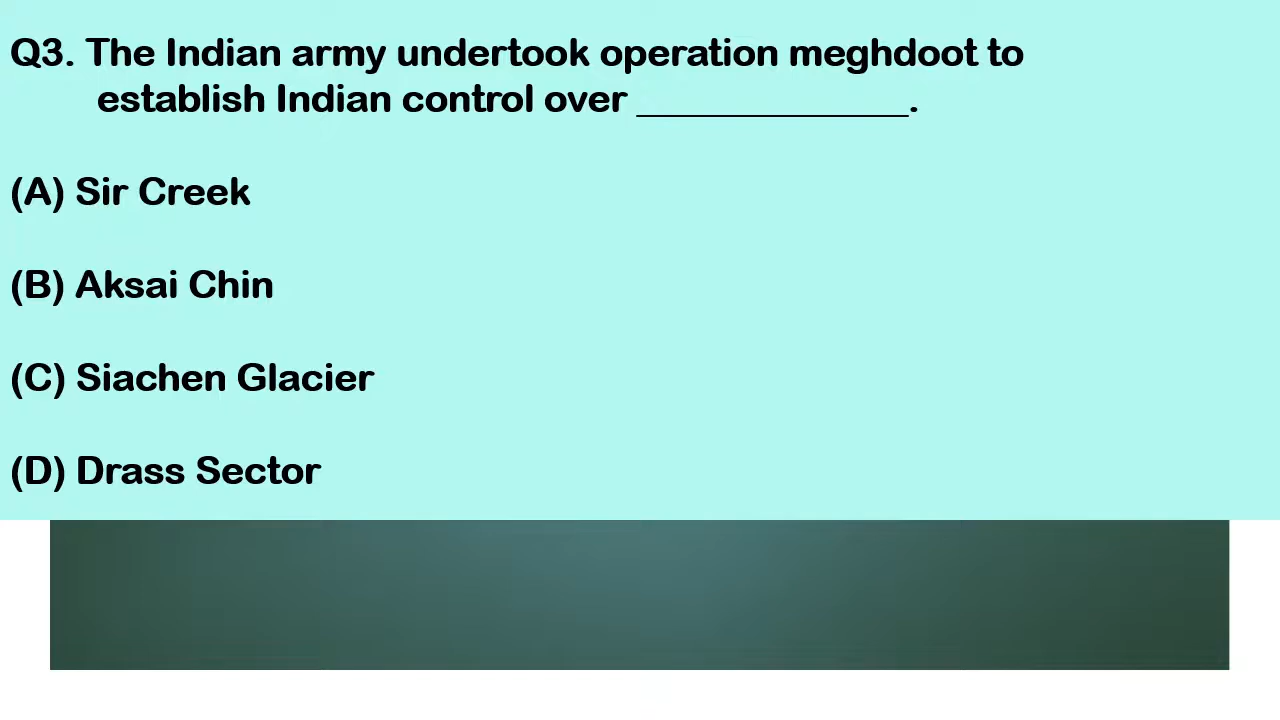 Q3. The Indian army undertook operation meghdoot to
establish Indian control over _______________.
(A) Sir Creek
(B) Aksai Chin
(C) Siachen Glacier
(D) Drass Sector